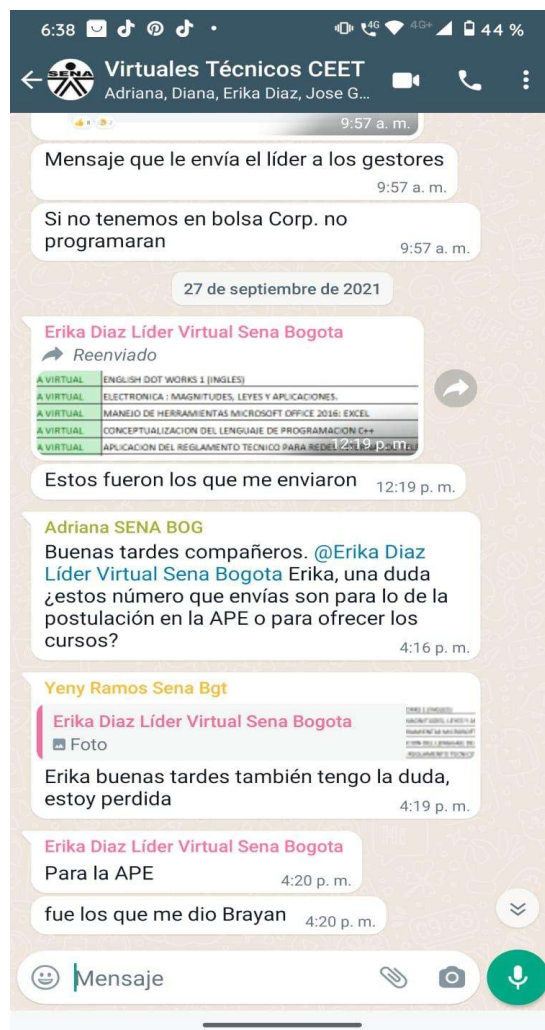 6:38
4G
4G+
44 %
SENA
Virtuales Técnicos CEET
Adriana, Diana, Erika Diaz, Jose G...
9:57 a. m.
Mensaje que le envía el líder a los gestores
9:57 a. m.
Si no tenemos en bolsa Corp. no
programaran
9:57 a. m.
27 de septiembre de 2021
Erika Diaz Líder Virtual Sena Bogota
Reenviado
A VIRTUAL ENGLISH DOT WORKS 1 (INGLES)
A VIRTUAL ELECTRONICA : MAGNITUDES, LEYES Y APLICACIONES.
A VIRTUAL MANEJO DE HERRAMIENTAS MICROSOFT OFFICE 2016: EXCEL
A VIRTUAL CONCEPTUALIZACION DEL LENGUAJE DE PROGRAMACION C++
A VIRTUAL APLICACION DEL REGLAMENTO TECNICO PARA REDES
12:19 p. m.
Estos fueron los que me enviaron
12:19 p. m.
Adriana SENA BOG
Buenas tardes compañeros. @Erika Diaz
Líder Virtual Sena Bogota Erika, una duda
¿estos número que envías son para lo de la
postulación en la APE o para ofrecer los
cursos?
4:16 p. m.
Yeny Ramos Sena Bgt
Erika Diaz Líder Virtual Sena Bogota
Foto
Erika buenas tardes también tengo la duda,
estoy perdida
4:19 p. m.
Erika Diaz Líder Virtual Sena Bogota
Para la APE
4:20 p. m.
fue los que me dio Brayan
4:20 p. m.
Mensaje